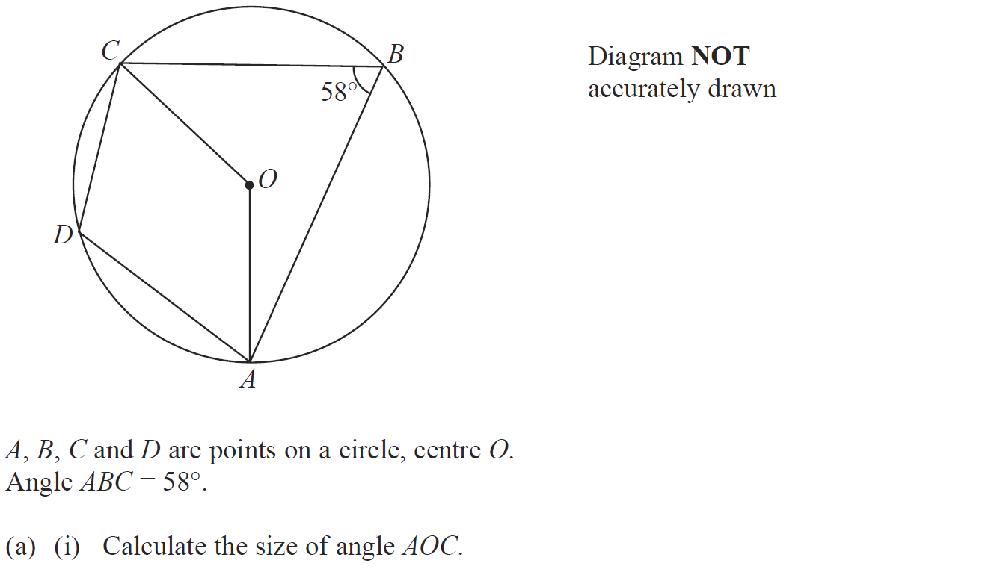 C
B
Diagram NOT
accurately drawn
58°
O
D
A
A, B, C and D are points on a circle, centre O.
Angle ABC = 58°.
(a) (i) Calculate the size of angle AOC.